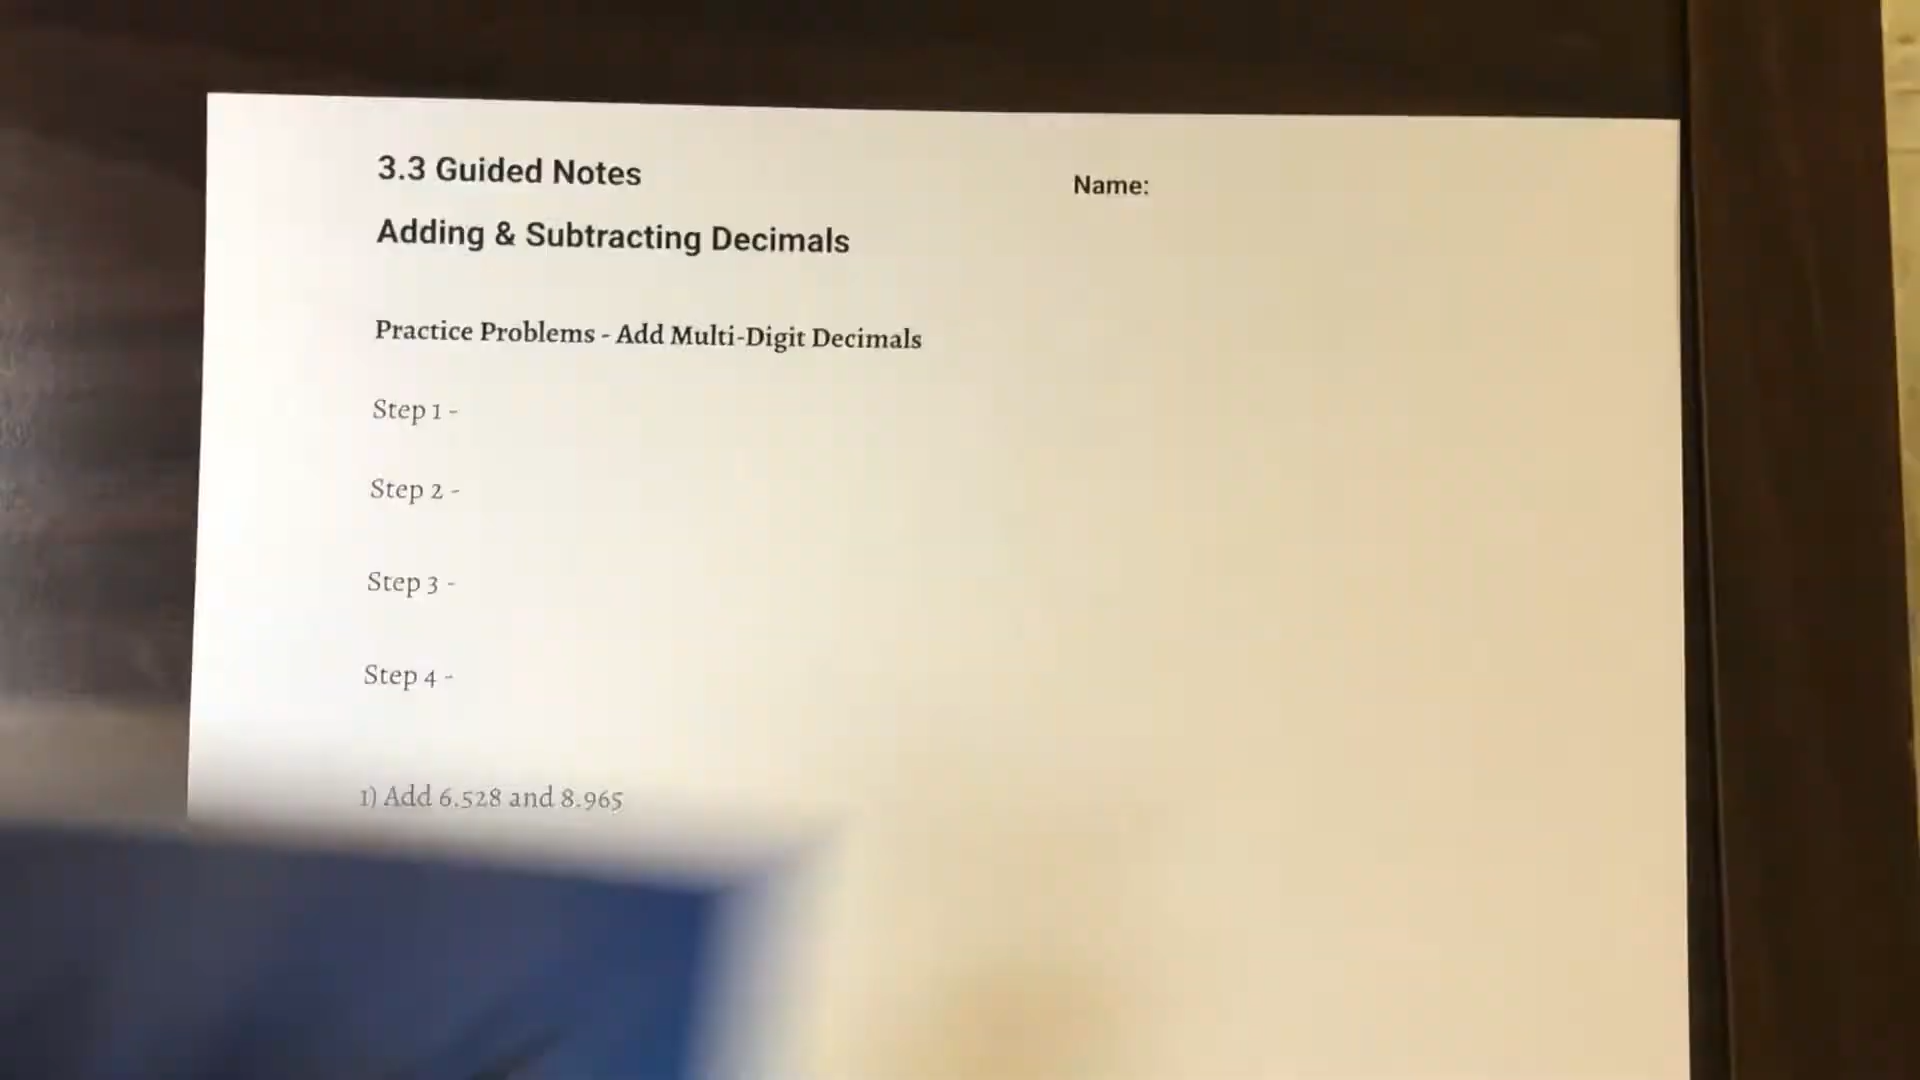 3.3 Guided Notes
Name:
Adding & Subtracting Decimals
Practice Problems - Add Multi-Digit Decimals
Step 1 -
Step 2 -
Step 3 -
Step 4 -
1) Add 6.528 and 8.965